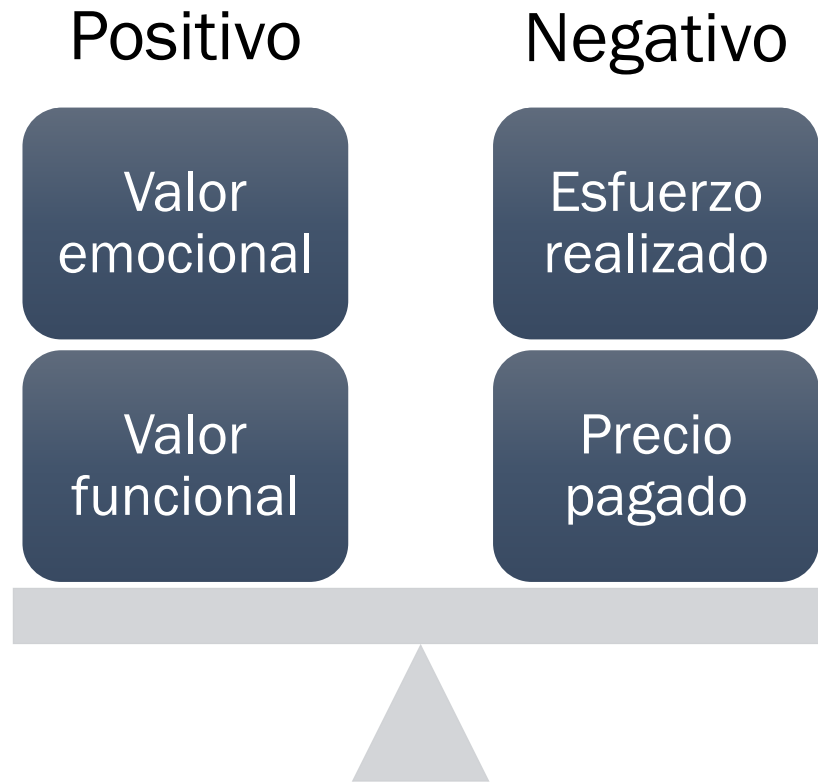 Positivo
Negativo
Valor
emocional
Esfuerzo
realizado
Valor
funcional
Precio
pagado